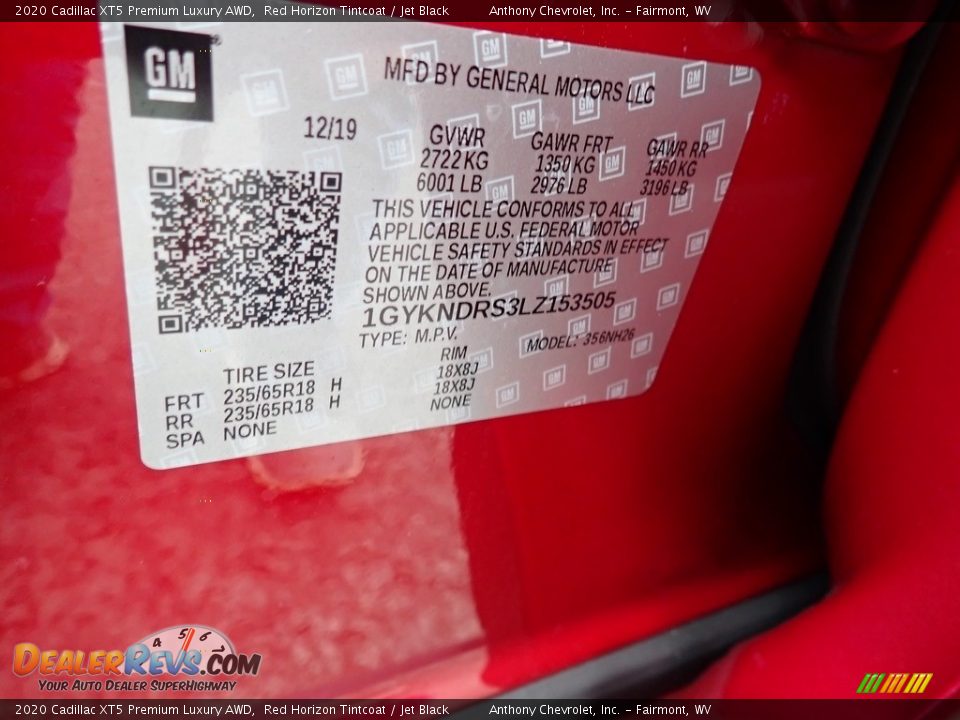 2020 Cadillac XT5 Premium Luxury AWD, Red Horizon Tintcoat / Jet Black Anthony Chevrolet, Inc. - Fairmont, WV
GM
MFD BY GENERAL MOTORS LLC
12/19 GVWR GAWR FRT GAWR RR
2722 KG 1350 KG 1450 KG
6001 LB 2976 LB 3196 LB
THIS VEHICLE CONFORMS TO ALL
APPLICABLE U.S. FEDERAL MOTOR
VEHICLE SAFETY STANDARDS IN EFFECT
ON THE DATE OF MANUFACTURE
SHOWN ABOVE.
1GYKNDRS3LZ153505
TYPE: M.P.V. MODEL: 356NH26
TIRE SIZE RIM
FRT 235/65R18 H 18X8J
RR 235/65R18 H 18X8J
SPA NONE NONE
4 5 6
DealerRevs.com
Your Auto Dealer SuperHighway
2020 Cadillac XT5 Premium Luxury AWD, Red Horizon Tintcoat / Jet Black Anthony Chevrolet, Inc. - Fairmont, WV